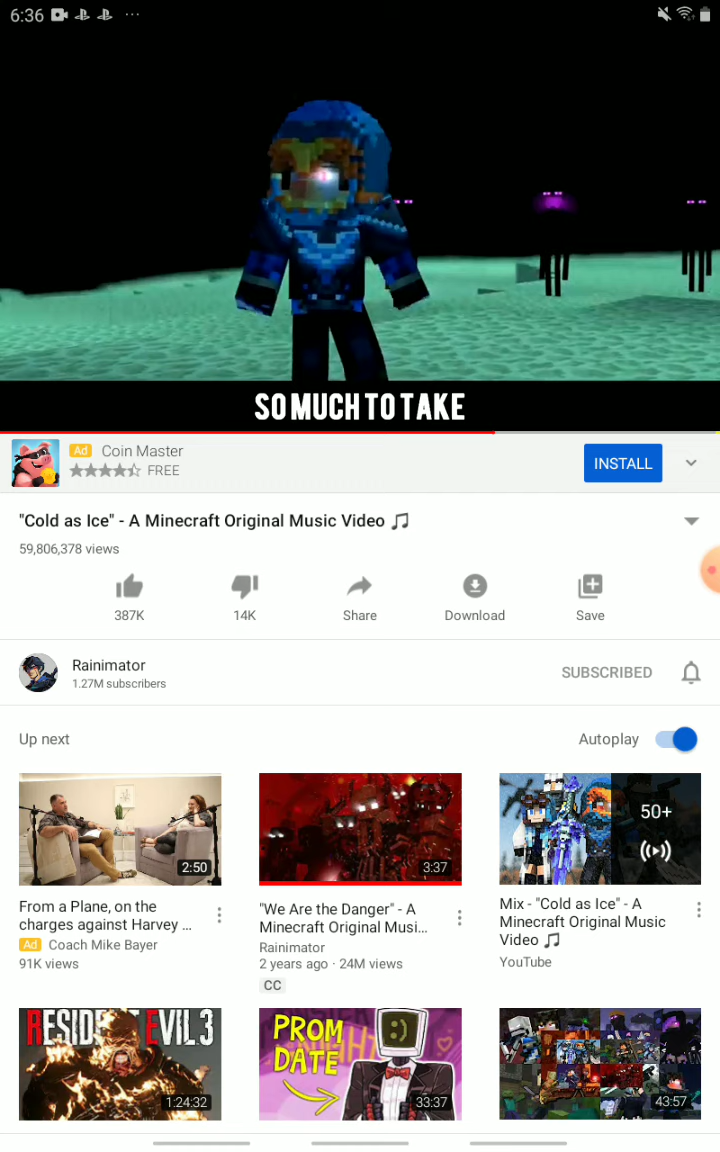 6:36
SO MUCH TO TAKE
Ad Coin Master
FREE
INSTALL
"Cold as Ice" - A Minecraft Original Music Video 🎵
59,806,378 views
387K
14K
Share
Download
Save
Rainimator
1.27M subscribers
SUBSCRIBED
Up next
Autoplay
2:50
From a Plane, on the
charges against Harvey ...
Ad Coach Mike Bayer
91K views
3:37
"We Are the Danger" - A
Minecraft Original Musi...
Rainimator
2 years ago · 24M views
CC
50+
Mix - "Cold as Ice" - A
Minecraft Original Music
Video 🎵
YouTube
RESIDENT EVIL 3
1:24:32
PROM
DATE
:)
33:37
43:57